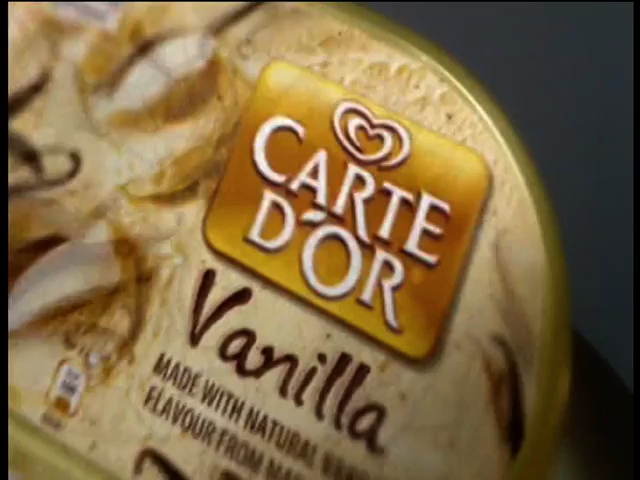 CARTE
D'OR
Vanilla
MADE WITH NATURAL
FLAVOUR FROM